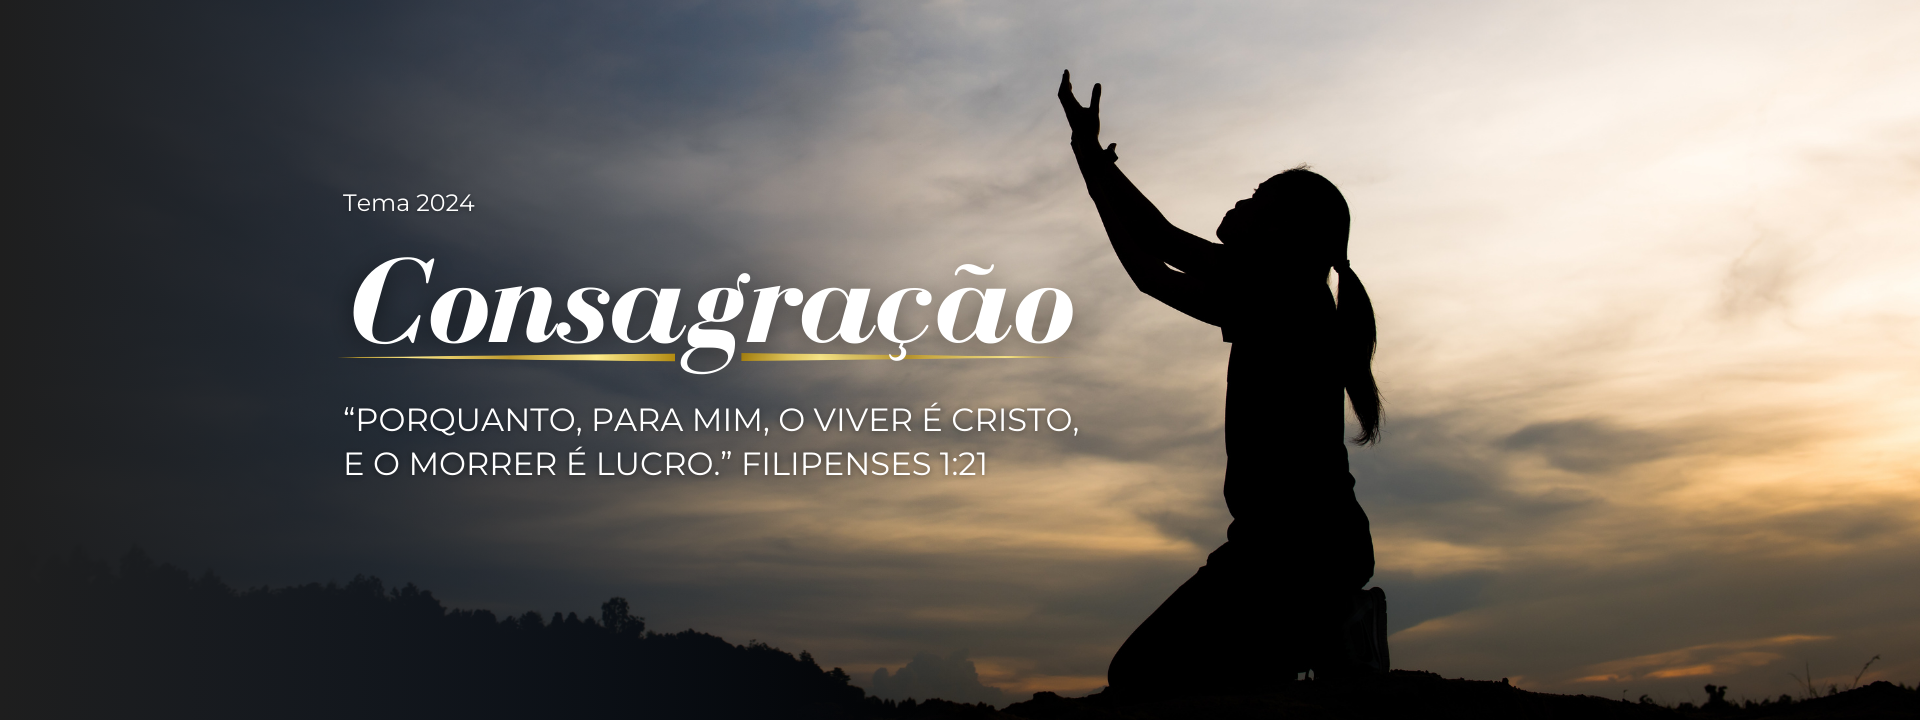 Tema 2024
Consagração
“PORQUANTO, PARA MIM, O VIVER É CRISTO,
E O MORRER É LUCRO.” FILIPENSES 1:21